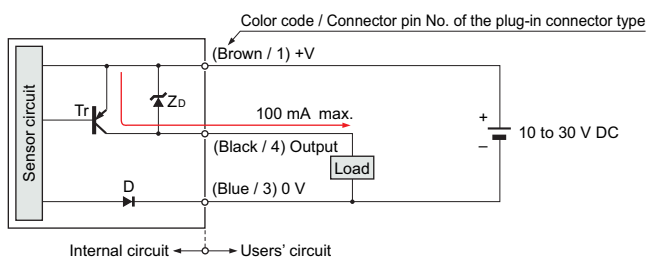 Color code / Connector pin No. of the plug-in connector type
(Brown / 1) +V
Sensor circuit
Tr
ZD
100 mA max.
+
–
10 to 30 V DC
(Black / 4) Output
Load
D
(Blue / 3) 0 V
Internal circuit
Users' circuit